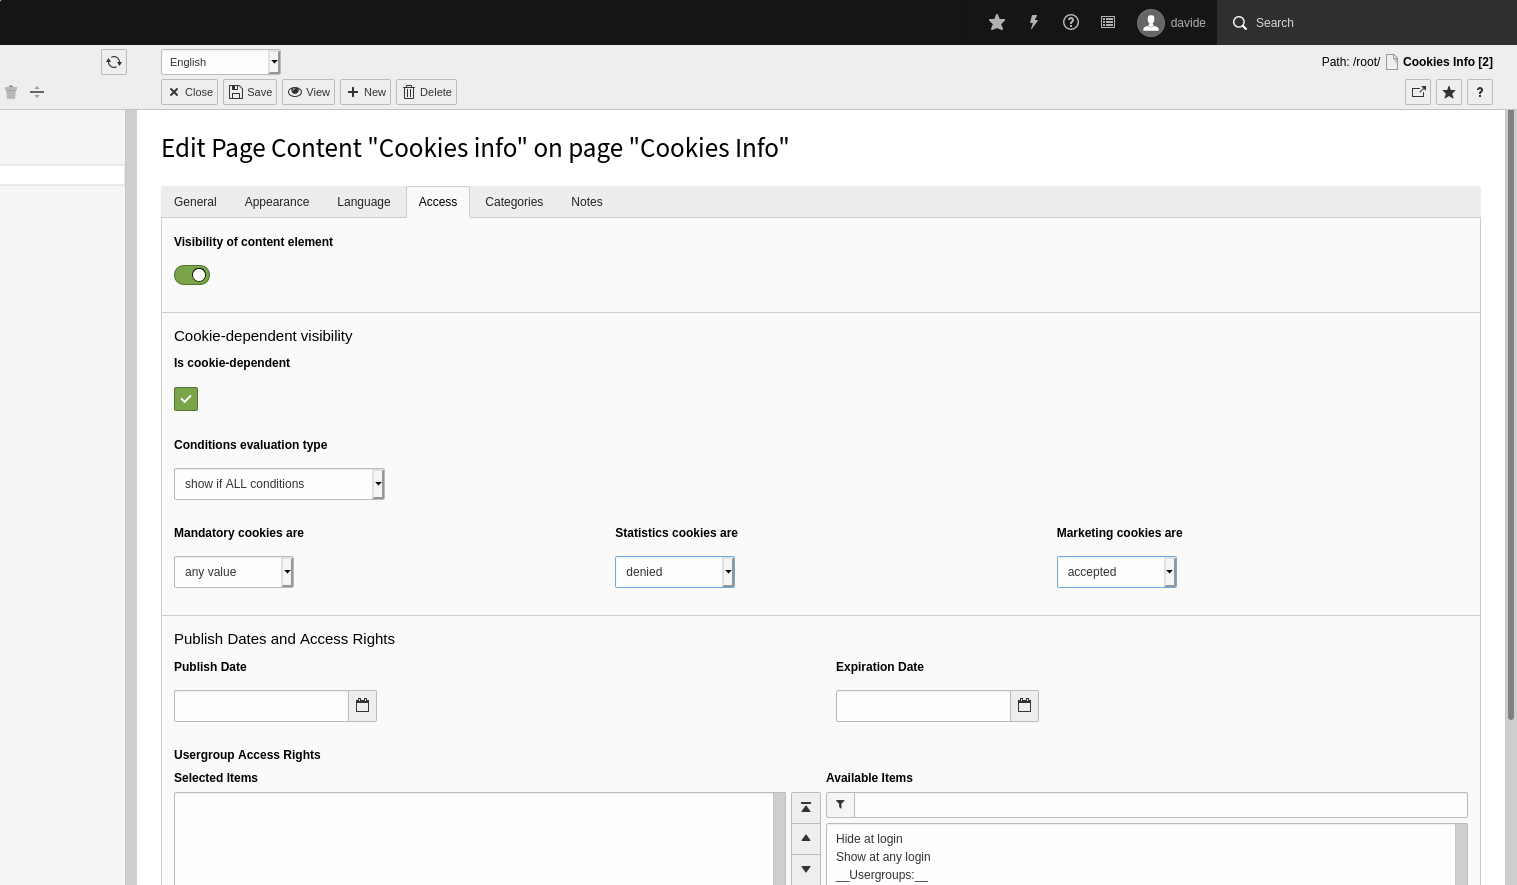 davide
Search
English
Path: /root/ Cookies Info [2]
Close
Save
View
New
Delete
?
Edit Page Content "Cookies info" on page "Cookies Info"
General Appearance Language Access Categories Notes
Visibility of content element
Cookie-dependent visibility
Is cookie-dependent
Conditions evaluation type
show if ALL conditions
Mandatory cookies are Statistics cookies are Marketing cookies are
any value denied accepted
Publish Dates and Access Rights
Publish Date Expiration Date
Usergroup Access Rights
Selected Items Available Items
Hide at login
Show at any login
__Usergroups:__